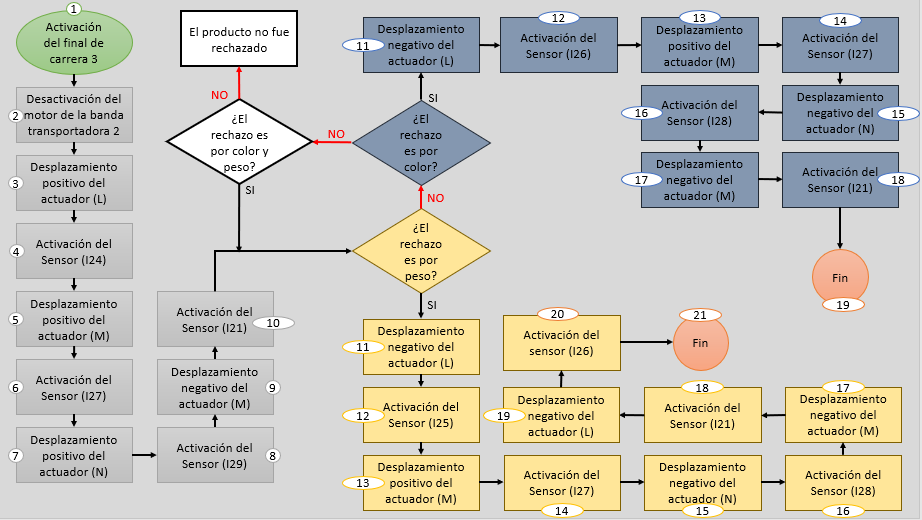 1
Activación
del final de
carrera 3
2
Desactivación del
motor de la banda
transportadora 2
3
Desplazamiento
positivo del
actuador (L)
4
Activación del
Sensor (I24)
5
Desplazamiento
positivo del
actuador (M)
6
Activación del
Sensor (I27)
7
Desplazamiento
positivo del
actuador (N)
8
Activación del
Sensor (I29)
9
Desplazamiento
negativo del
actuador (M)
10
Activación del
Sensor (I21)
El producto no fue
rechazado
NO
¿El
rechazo es
por color y
peso?
SI
NO
¿El
rechazo
es por
color?
SI
NO
¿El
rechazo
es por
peso?
SI
11
Desplazamiento
negativo del
actuador (L)
12
Activación del
Sensor (I26)
13
Desplazamiento
positivo del
actuador (M)
14
Activación del
Sensor (I27)
15
Desplazamiento
negativo del
actuador (N)
16
Activación del
Sensor (I28)
17
Desplazamiento
negativo del
actuador (M)
18
Activación del
Sensor (I21)
Fin
19
11
Desplazamiento
negativo del
actuador (L)
12
Activación del
Sensor (I25)
13
Desplazamiento
positivo del
actuador (M)
Activación del
Sensor (I27)
14
Desplazamiento
negativo del
actuador (N)
15
Activación del
Sensor (I28)
16
17
Desplazamiento
negativo del
actuador (M)
18
Activación del
Sensor (I21)
19
Desplazamiento
negativo del
actuador (L)
20
Activación del
sensor (I26)
21
Fin